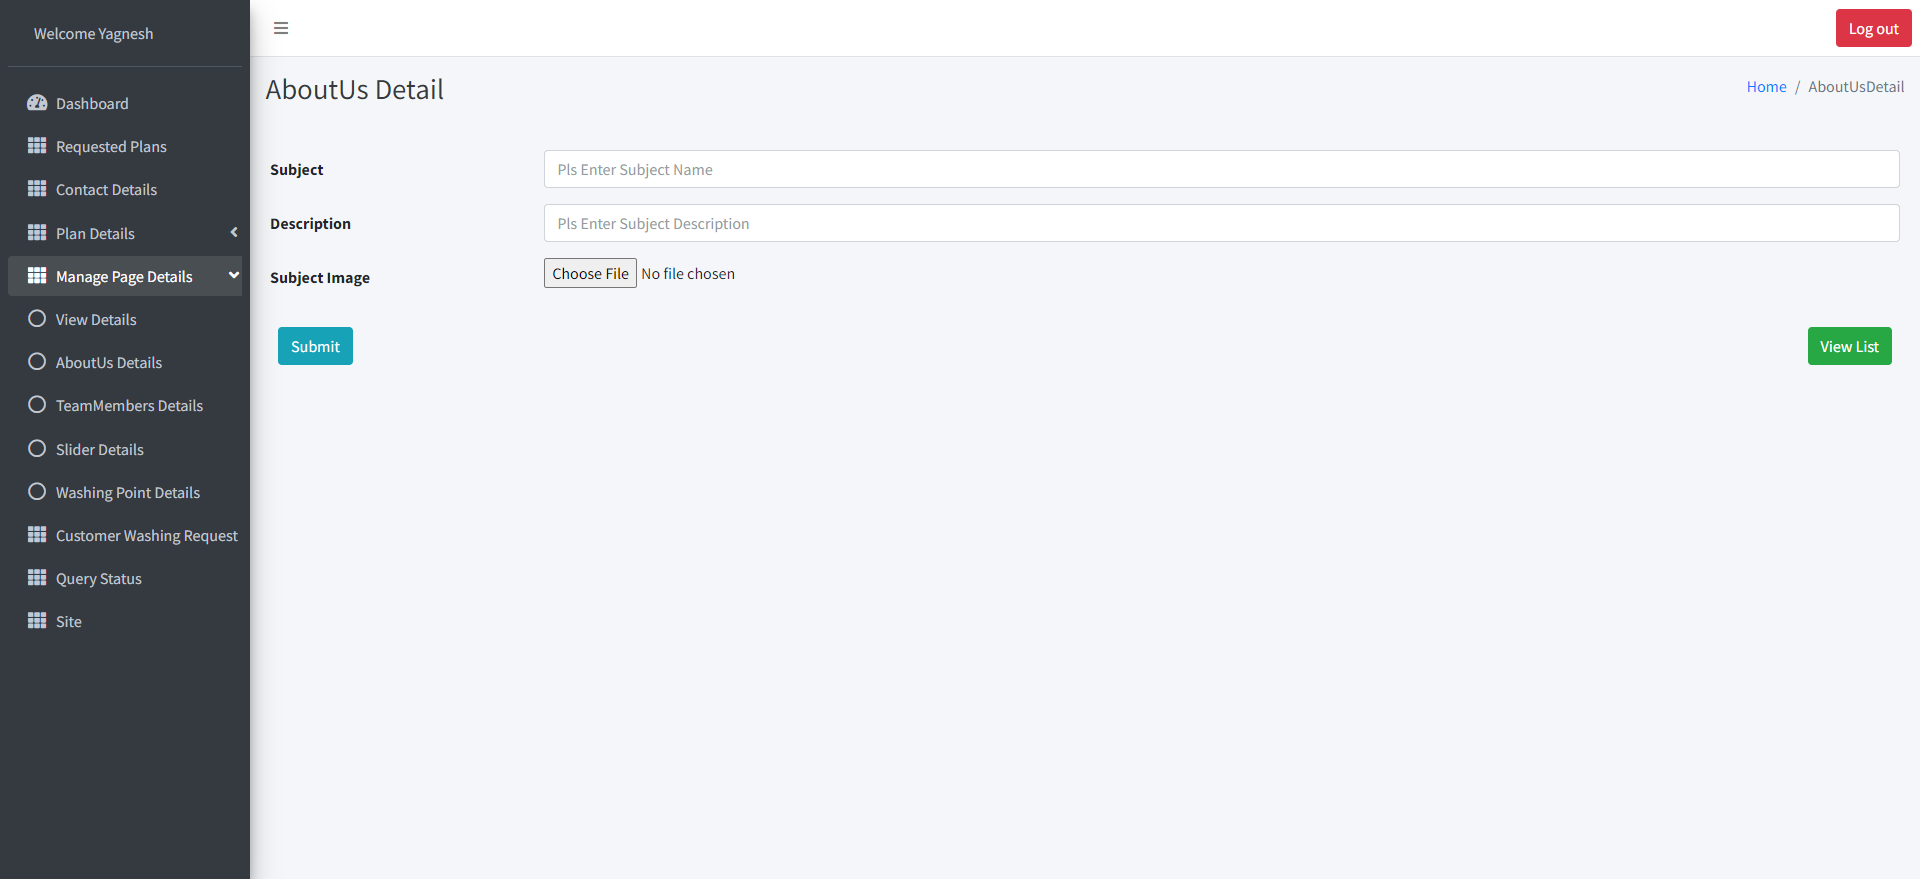 Welcome Yagnesh
Log out
AboutUs Detail
Home / AboutUsDetail
Dashboard
Requested Plans
Contact Details
Plan Details
Manage Page Details
View Details
AboutUs Details
TeamMembers Details
Slider Details
Washing Point Details
Customer Washing Request
Query Status
Site
Subject Pls Enter Subject Name
Description Pls Enter Subject Description
Subject Image Choose File No file chosen
Submit View List